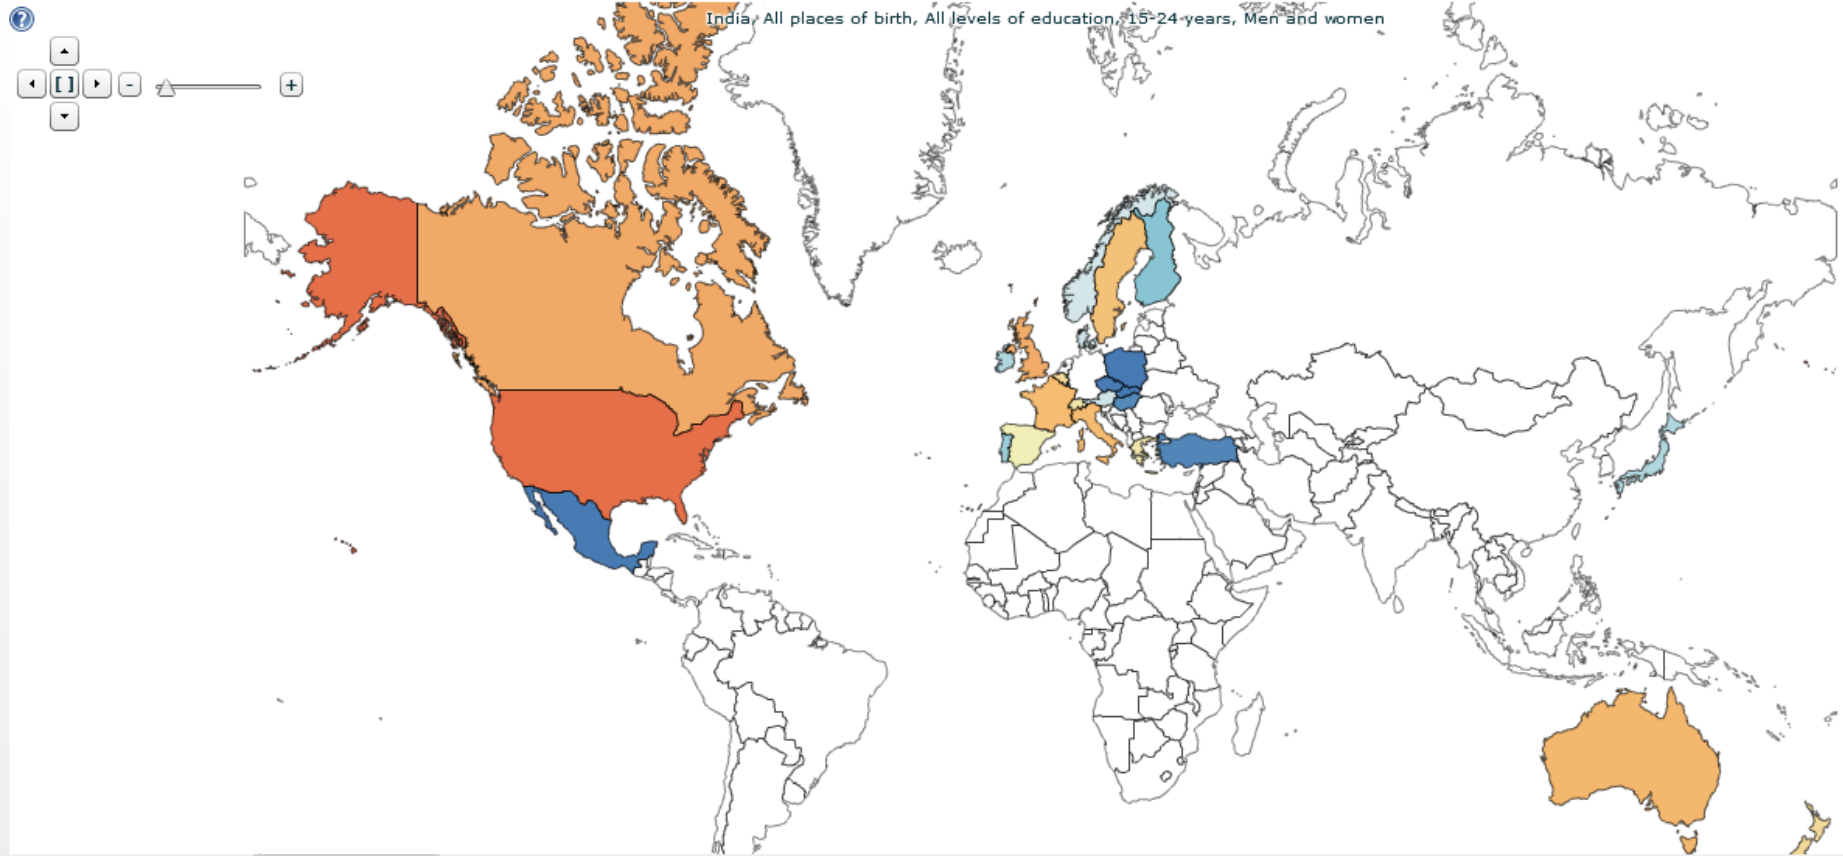 ?
India, All places of birth, All levels of education, 15-24 years, Men and women
[ ]
-
+